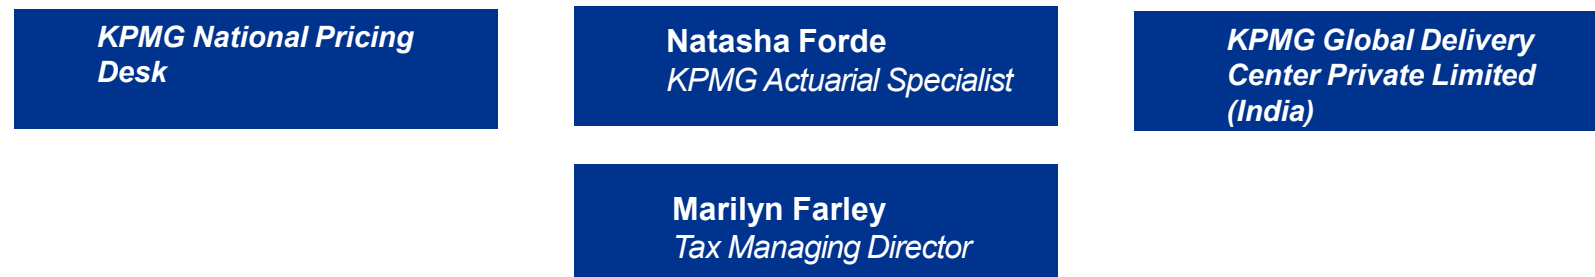 KPMG National Pricing
Desk
Natasha Forde
KPMG Actuarial Specialist
KPMG Global Delivery
Center Private Limited
(India)
Marilyn Farley
Tax Managing Director